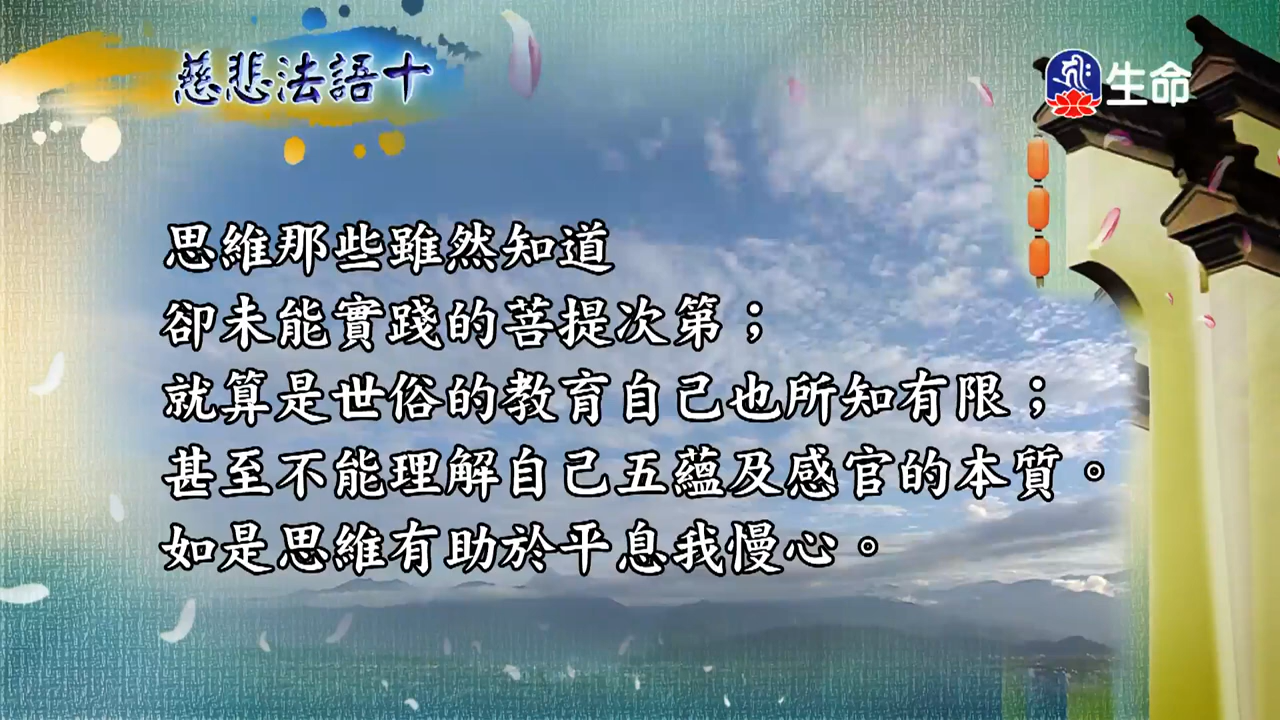 慈悲法語十
生命
思維那些雖然知道
卻未能實踐的菩提次第；
就算是世俗的教育自己也所知有限；
甚至不能理解自己五蘊及感官的本質。
如是思維有助於平息我慢心。